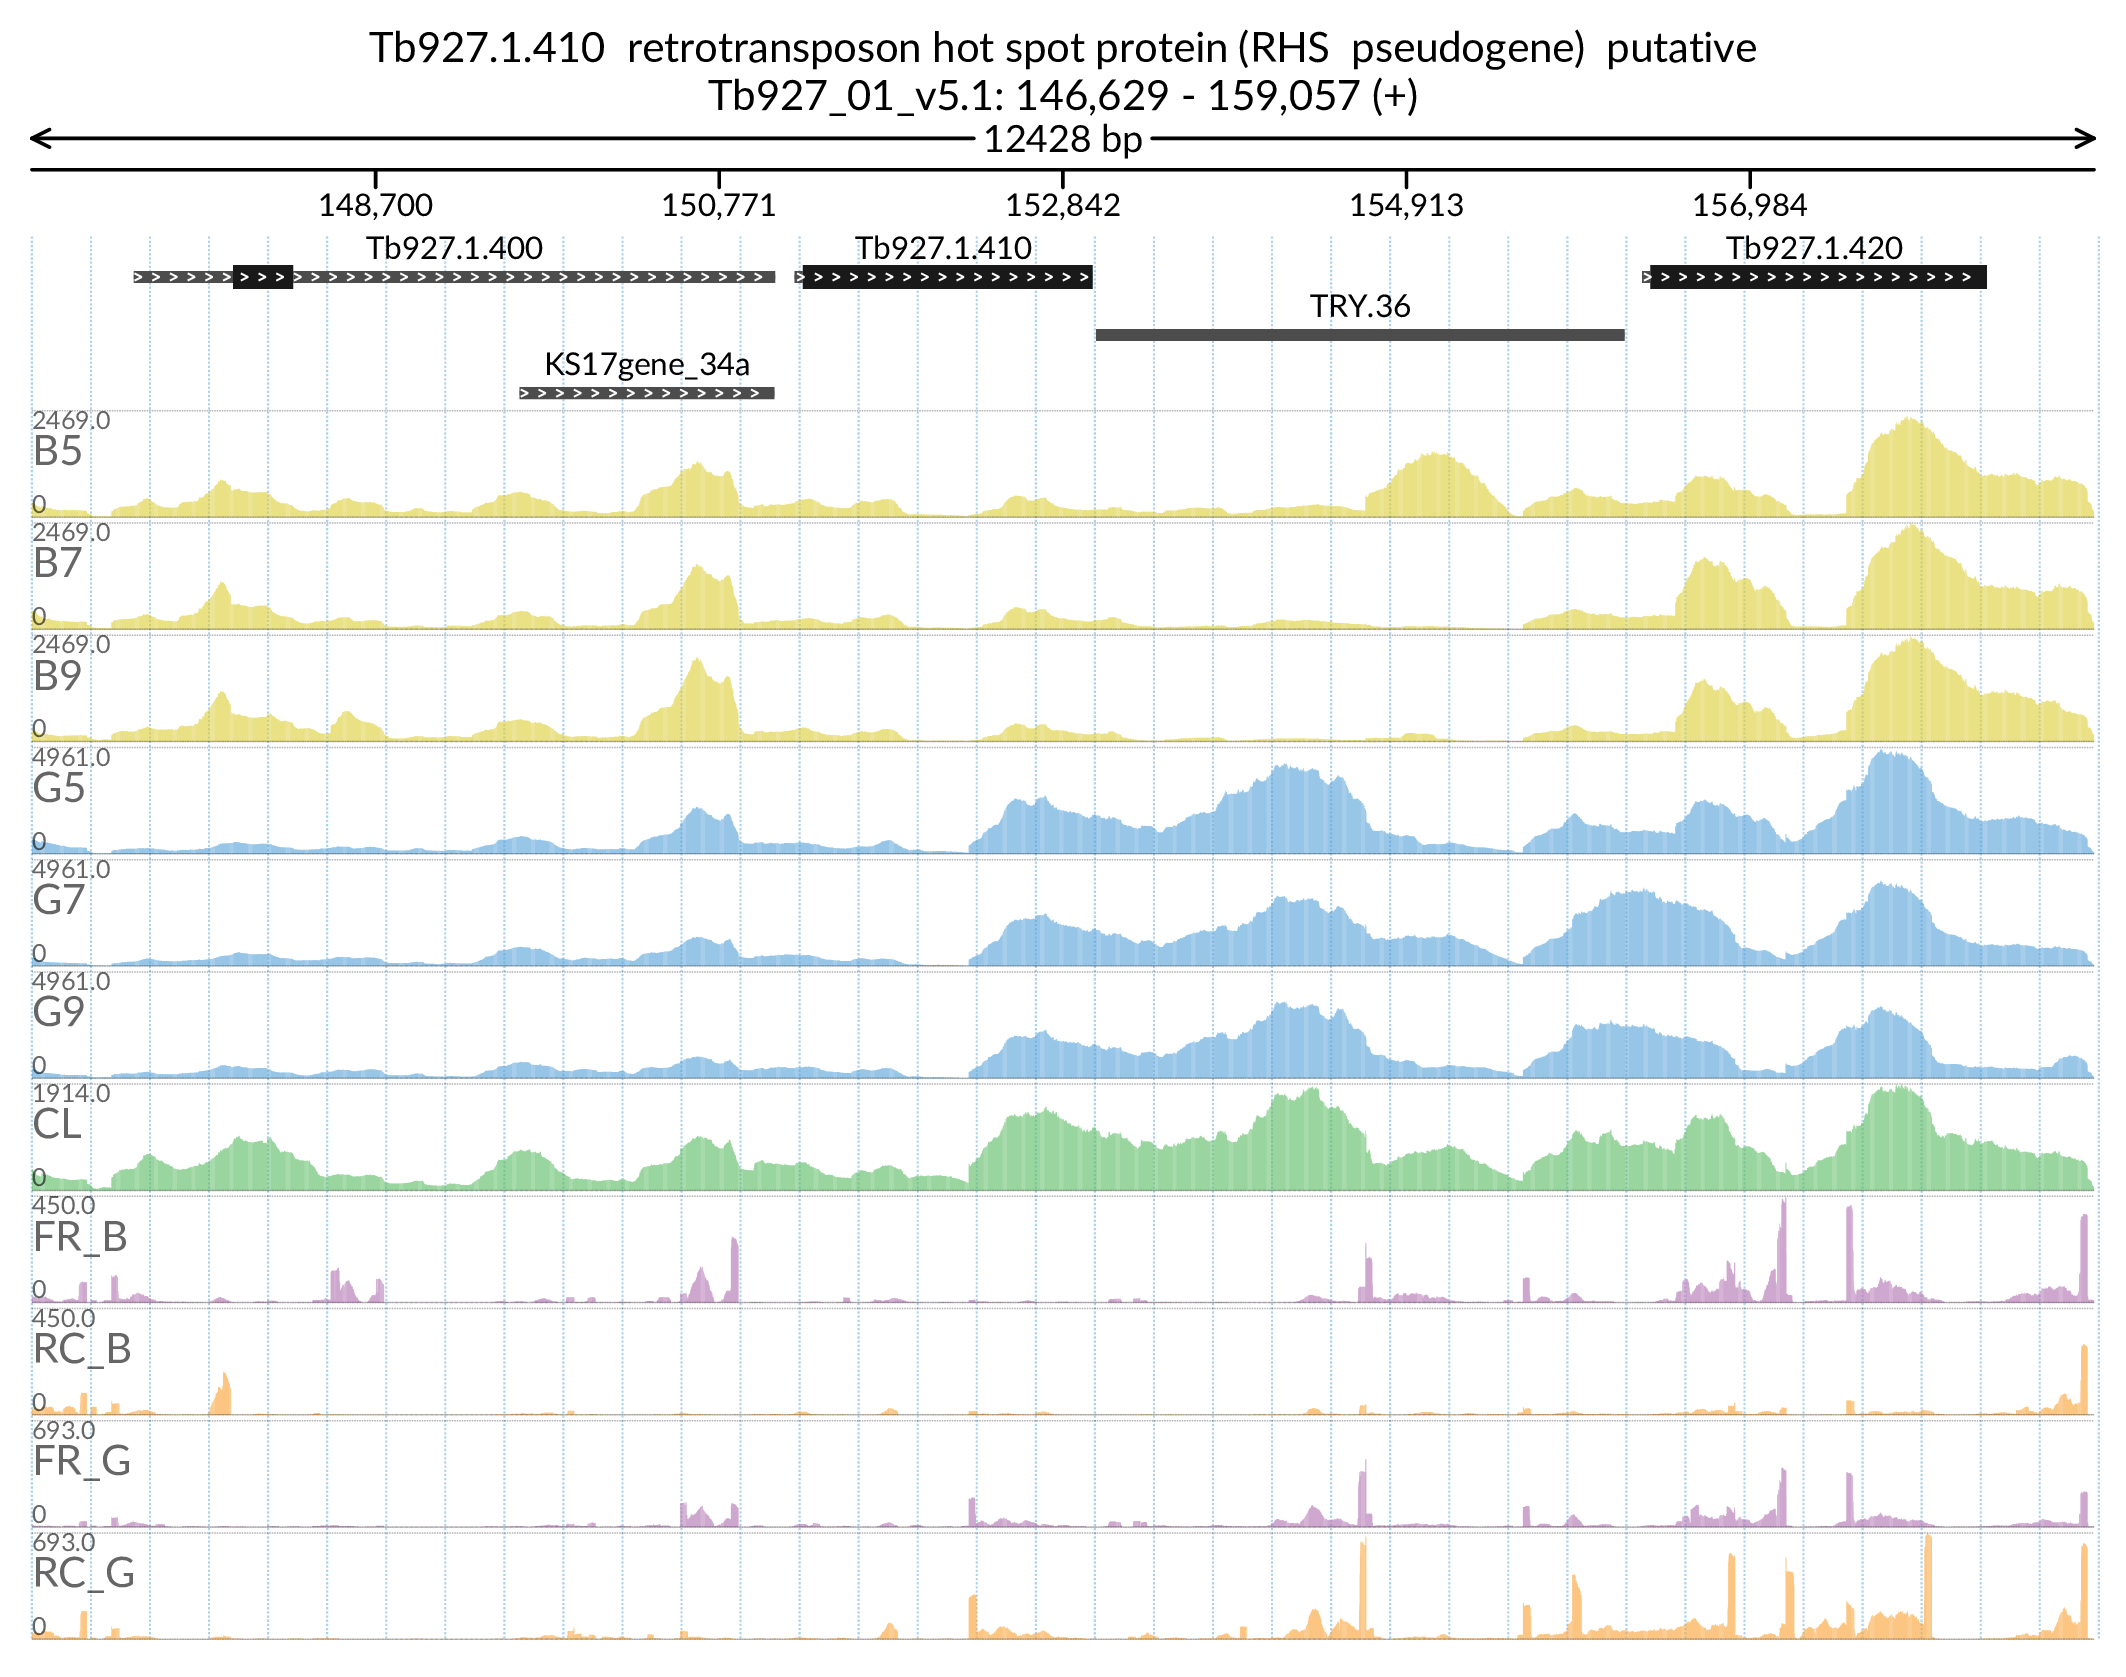 Tb927.1.410 retrotransposon hot spot protein (RHS pseudogene) putative
Tb927_01_v5.1: 146,629 - 159,057 (+)
12428 bp
148,700 150,771 152,842 154,913 156,984
Tb927.1.400 Tb927.1.410 Tb927.1.420
TRY.36
KS17gene_34a
2469.0
B5
0
2469.0
B7
0
2469.0
B9
0
4961.0
G5
0
4961.0
G7
0
4961.0
G9
0
1914.0
CL
0
450.0
FR_B
0
450.0
RC_B
0
693.0
FR_G
0
693.0
RC_G
0